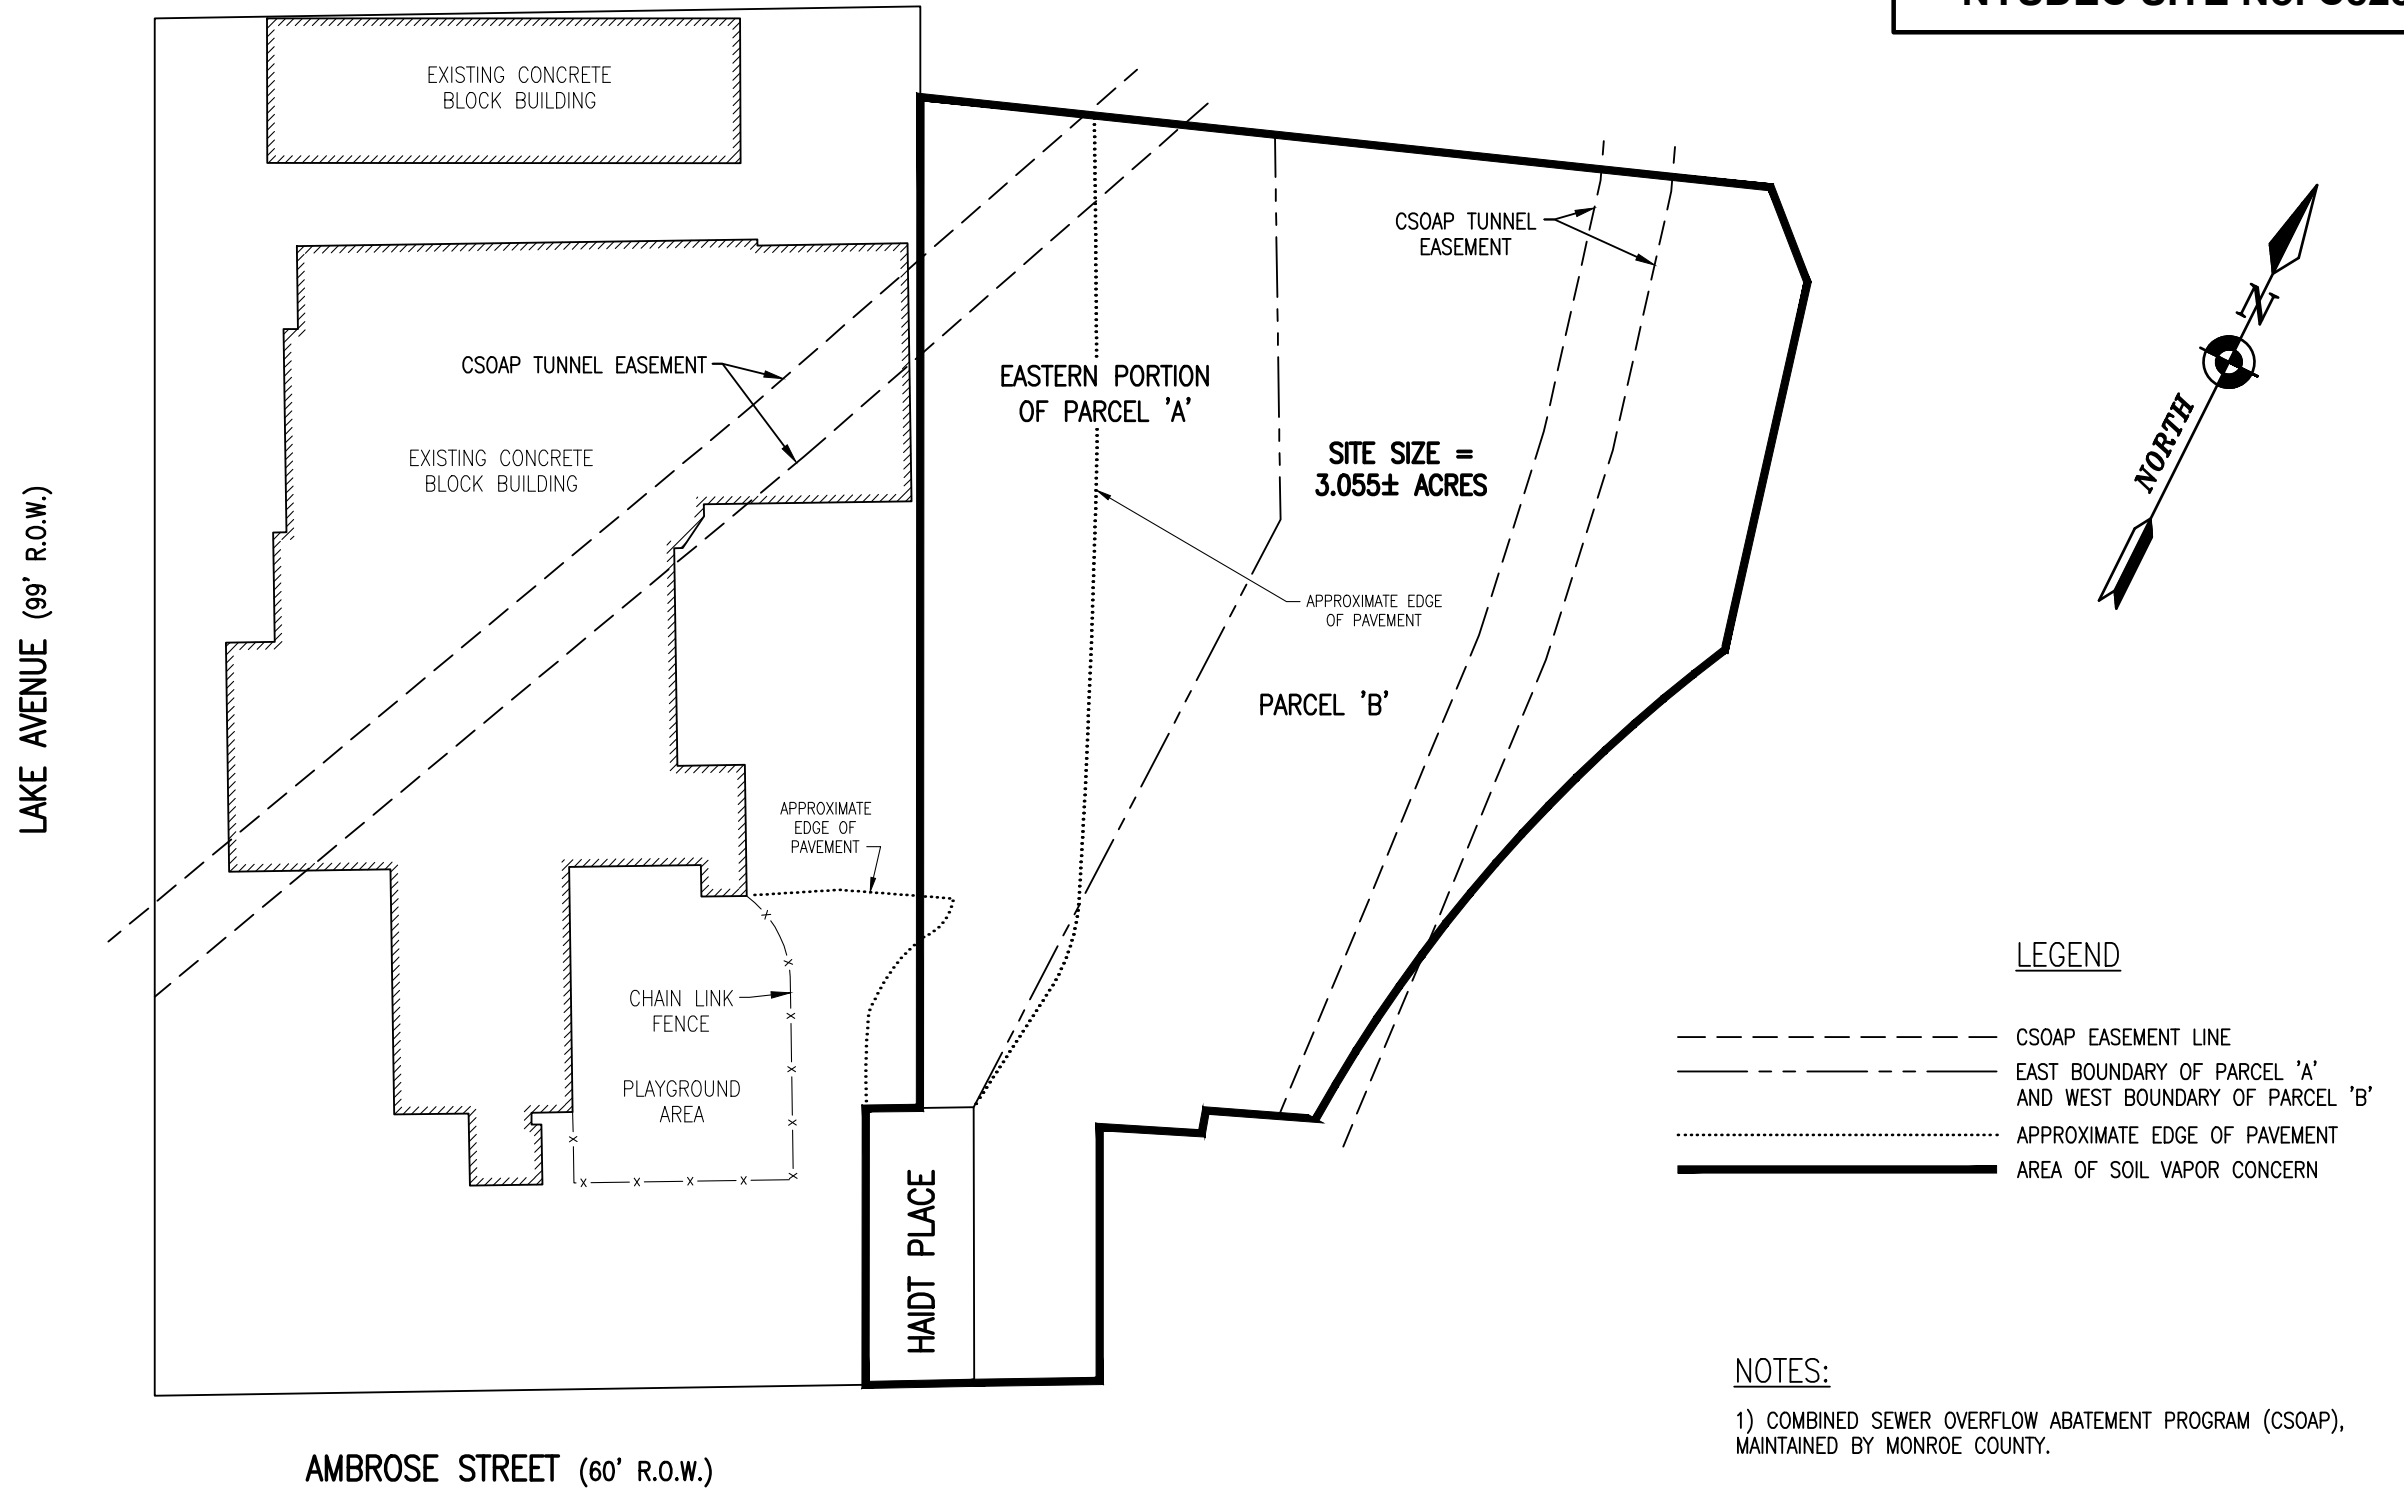 EXISTING CONCRETE
BLOCK BUILDING
CSOAP TUNNEL
EASEMENT
CSOAP TUNNEL EASEMENT
EASTERN PORTION
OF PARCEL 'A'
EXISTING CONCRETE
BLOCK BUILDING
SITE SIZE =
3.055± ACRES
N
NORTH
LAKE AVENUE (99' R.O.W.)
APPROXIMATE EDGE
OF PAVEMENT
PARCEL 'B'
APPROXIMATE
EDGE OF
PAVEMENT
CHAIN LINK
FENCE
PLAYGROUND
AREA
HAIDT PLACE
AMBROSE STREET (60' R.O.W.)
LEGEND
CSOAP EASEMENT LINE
EAST BOUNDARY OF PARCEL 'A'
AND WEST BOUNDARY OF PARCEL 'B'
APPROXIMATE EDGE OF PAVEMENT
AREA OF SOIL VAPOR CONCERN
NOTES:
1) COMBINED SEWER OVERFLOW ABATEMENT PROGRAM (CSOAP),
MAINTAINED BY MONROE COUNTY.